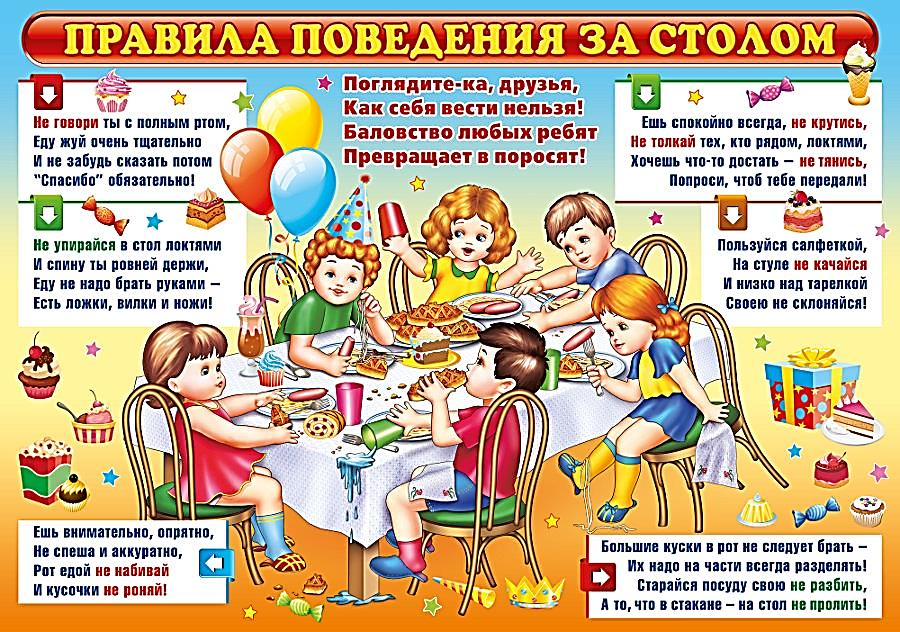 ПРАВИЛА ПОВЕДЕНИЯ ЗА СТОЛОМ
Поглядите-ка, друзья,
Как себя вести нельзя!
Баловство любых ребят
Превращает в поросят!
Не говори ты с полным ртом,
Еду жуй очень тщательно
И не забудь сказать потом
"Спасибо" обязательно!
Ешь спокойно всегда, не крутись,
Не толкай тех, кто рядом, локтями,
Хочешь что-то достать – не тянись,
Попроси, чтоб тебе передали!
Не упирайся в стол локтями
И спину ты ровней держи,
Еду не надо брать руками –
Есть ложки, вилки и ножи!
Пользуйся салфеткой,
На стуле не качайся
И низко над тарелкой
Своею не склоняйся!
Ешь внимательно, опрятно,
Не спеша и аккуратно,
Рот едой не набивай
И кусочки не роняй!
Большие куски в рот не следует брать –
Их надо на части всегда разделять!
Старайся посуду свою не разбить,
А то, что в стакане – на стол не пролить!